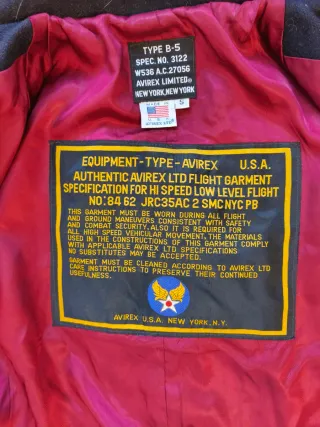 TYPE B-5
SPEC. NO. 3122
W536 A.C. 27056
AVIREX LIMITED®
NEW YORK, NEW YORK
S
EQUIPMENT-TYPE-AVIREX U.S.A.
AUTHENTIC AVIREX LTD FLIGHT GARMENT
SPECIFICATION FOR HI SPEED LOW LEVEL FLIGHT
NO: 84 62 JRC35AC 2 SMC NYC PB
THIS GARMENT MUST BE WORN DURING ALL FLIGHT
AND GROUND MANEUVERS CONSISTENT WITH SAFETY
AND COMBAT SECURITY. ALSO IT IS REQUIRED FOR
ALL HIGH SPEED VEHICULAR MOVEMENT. THE MATERIALS
USED IN THE CONSTRUCTIONS OF THIS GARMENT COMPLY
WITH APPLICABLE AVIREX LTD SPECIFICATIONS
NO SUBSTITUTES MAY BE ACCEPTED.
GARMENT MUST BE CLEANED ACCORDING TO AVIREX LTD
CARE INSTRUCTIONS TO PRESERVE THEIR CONTINUED
USEFULNESS.
AVIREX U.S.A. NEW YORK, N.Y.